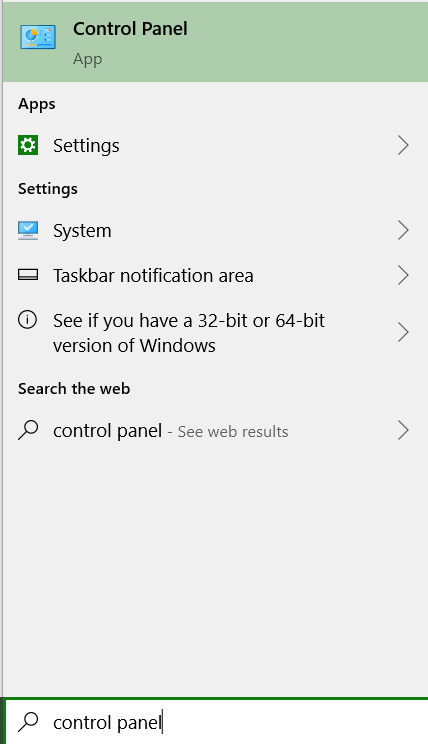 Control Panel
App
Apps
Settings
Settings
System
Taskbar notification area
See if you have a 32-bit or 64-bit
version of Windows
Search the web
control panel - See web results
control panel